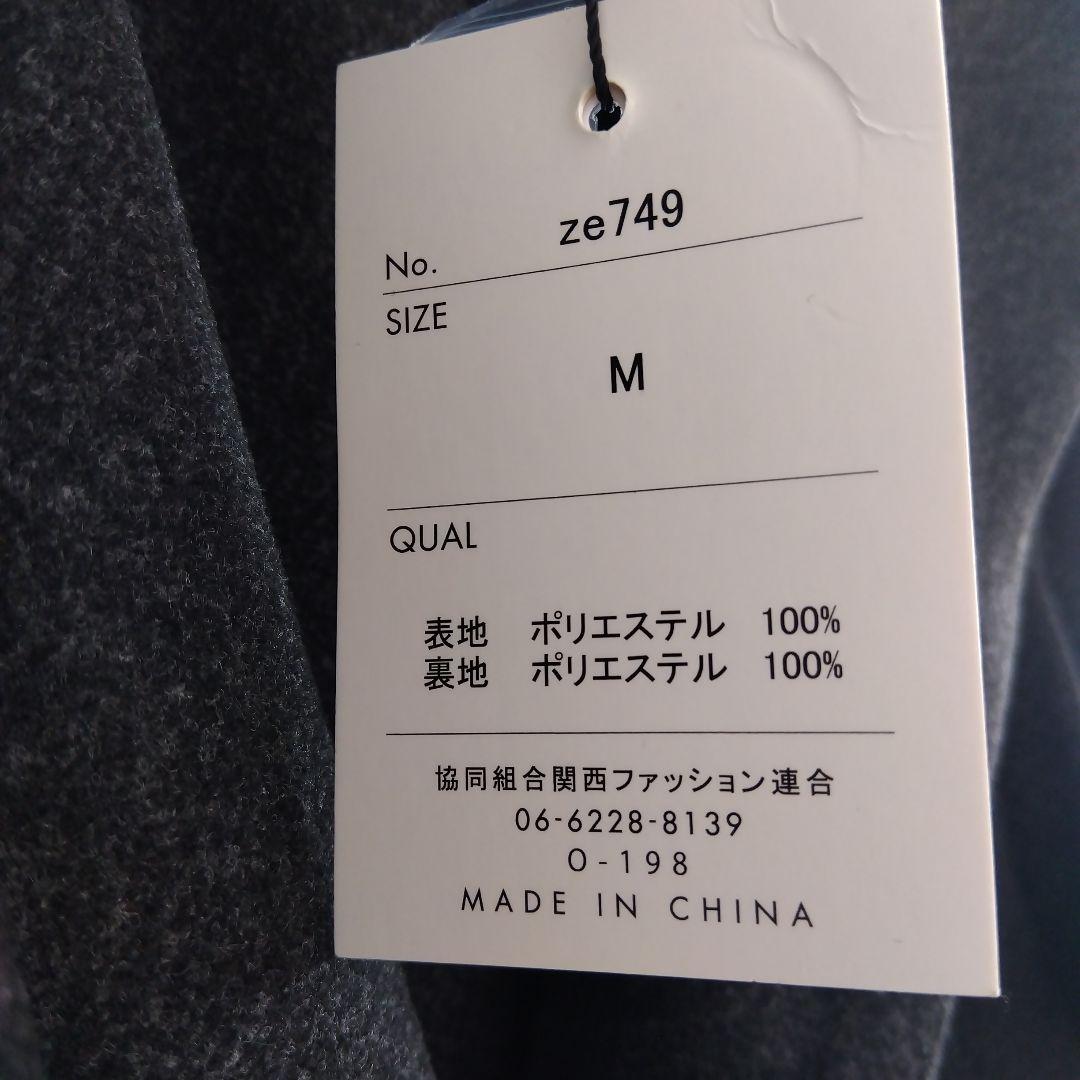 No. ze749
SIZE
M
QUAL
表地 ポリエステル 100%
裏地 ポリエステル 100%
協同組合関西ファッション連合
06-6228-8139
O-198
MADE IN CHINA